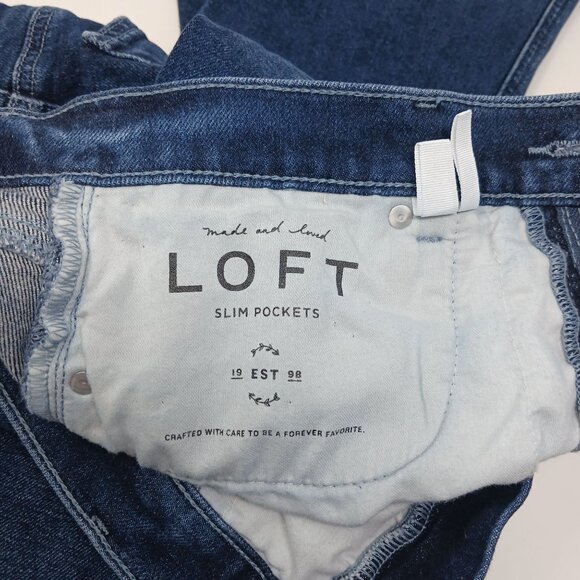 made and loved
LOFT
SLIM POCKETS
19 EST 98
CRAFTED WITH CARE TO BE A FOREVER FAVORITE.